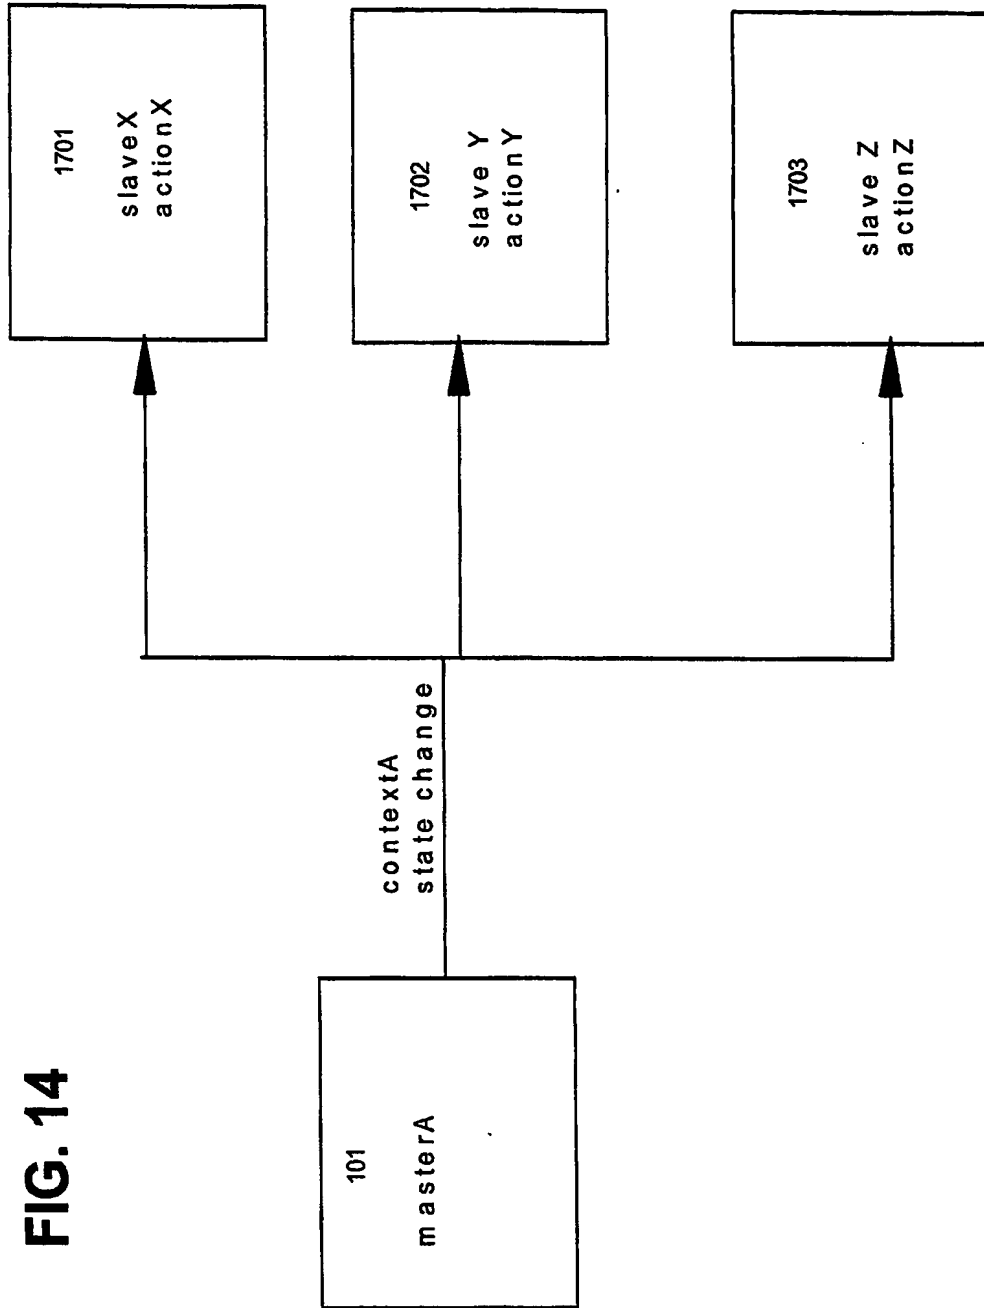 FIG. 14
101
masterA
contextA
state change
1701
slaveX
actionX
1702
slave Y
actionY
1703
slave Z
actionZ